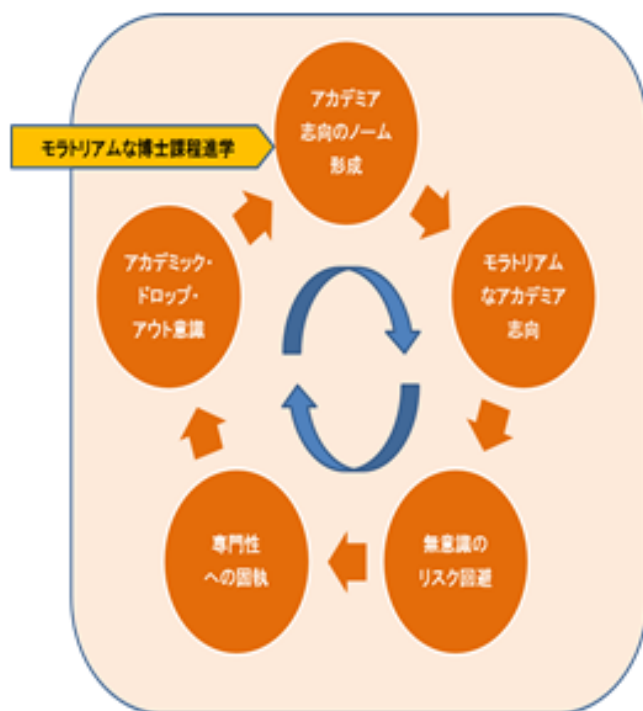 アカデミア
志向のノーム
形成
モラトリアムな博士課程進学
モラトリアム
なアカデミア
志向
無意識の
リスク回避
専門性
への固執
アカデミック・
ドロップ・
アウト意識